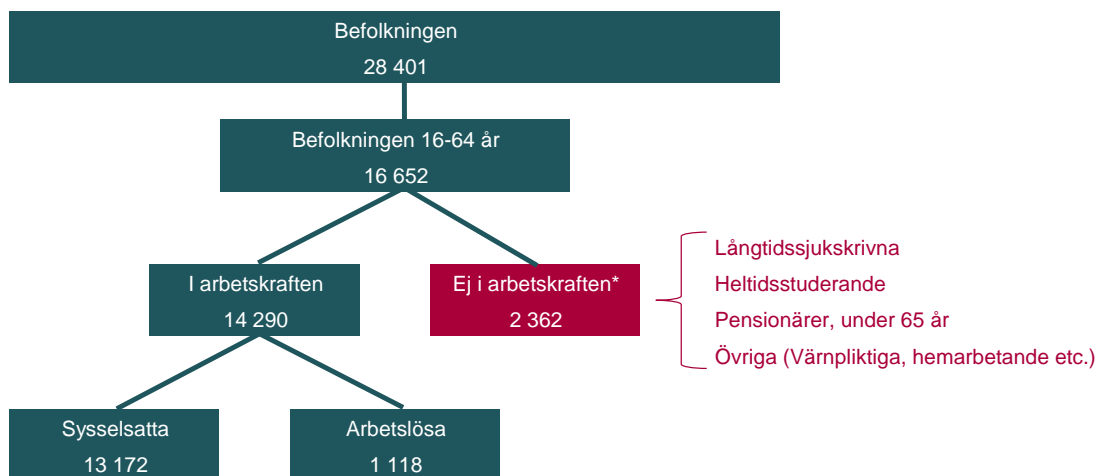 Befolkningen
28 401
Befolkningen 16-64 år
16 652
I arbetskraften
14 290
Ej i arbetskraften*
2 362
Långtidssjukskrivna
Heltidsstuderande
Pensionärer, under 65 år
Övriga (Värnpliktiga, hemarbetande etc.)
Sysselsatta
13 172
Arbetslösa
1 118